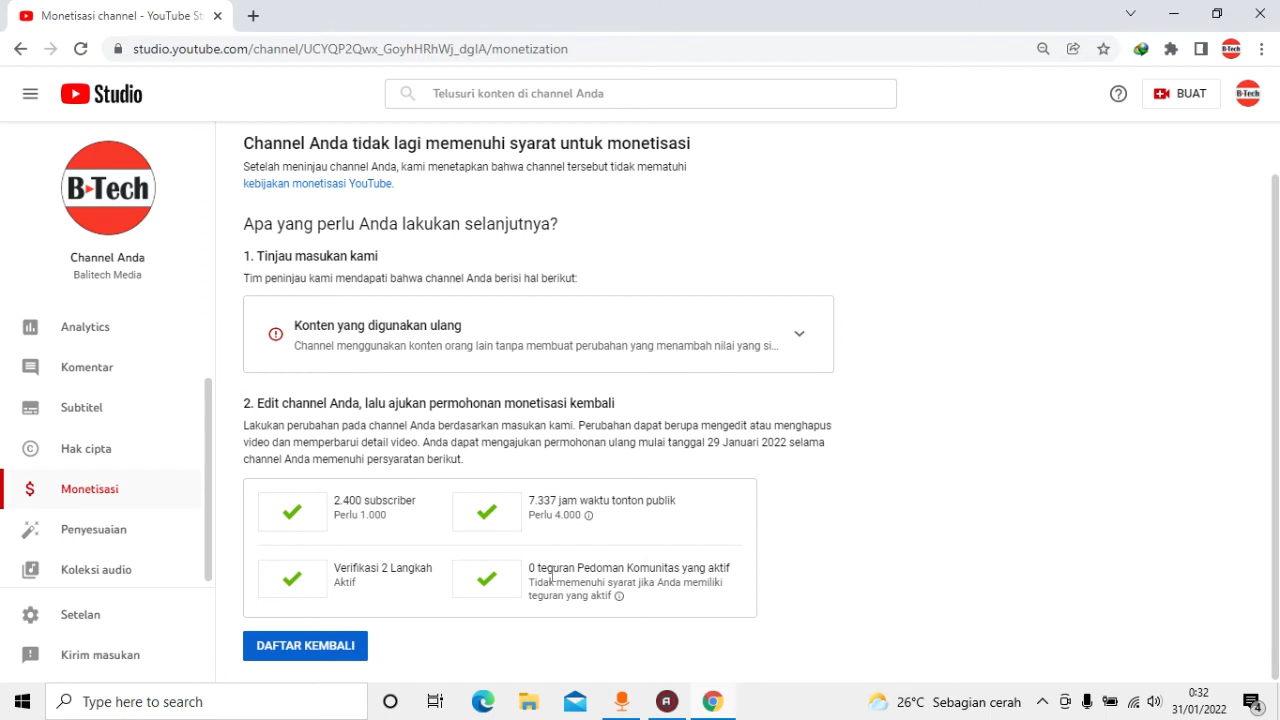 Monetisasi channel - YouTube S
studio.youtube.com/channel/UCYQP2Qwx_GoyhHRhWj_dgIA/monetization
B-Tech
Studio
Telusuri konten di channel Anda
BUAT
B-Tech
B-Tech
Channel Anda
Balitech Media
Analytics
Komentar
Subtitel
Hak cipta
Monetisasi
Penyesuaian
Koleksi audio
Setelan
Kirim masukan
Channel Anda tidak lagi memenuhi syarat untuk monetisasi
Setelah meninjau channel Anda, kami menetapkan bahwa channel tersebut tidak mematuhi
kebijakan monetisasi YouTube.
Apa yang perlu Anda lakukan selanjutnya?
1. Tinjau masukan kami
Tim peninjau kami mendapati bahwa channel Anda berisi hal berikut:
Konten yang digunakan ulang
Channel menggunakan konten orang lain tanpa membuat perubahan yang menambah nilai yang si...
2. Edit channel Anda, lalu ajukan permohonan monetisasi kembali
Lakukan perubahan pada channel Anda berdasarkan masukan kami. Perubahan dapat berupa mengedit atau menghapus
video dan memperbarui detail video. Anda dapat mengajukan permohonan ulang mulai tanggal 29 Januari 2022 selama
channel Anda memenuhi persyaratan berikut.
2.400 subscriber
Perlu 1.000
7.337 jam waktu tonton publik
Perlu 4.000
Verifikasi 2 Langkah
Aktif
0 teguran Pedoman Komunitas yang aktif
Tidak memenuhi syarat jika Anda memiliki
teguran yang aktif
DAFTAR KEMBALI
Type here to search
26°C Sebagian cerah
0:32
31/01/2022
4